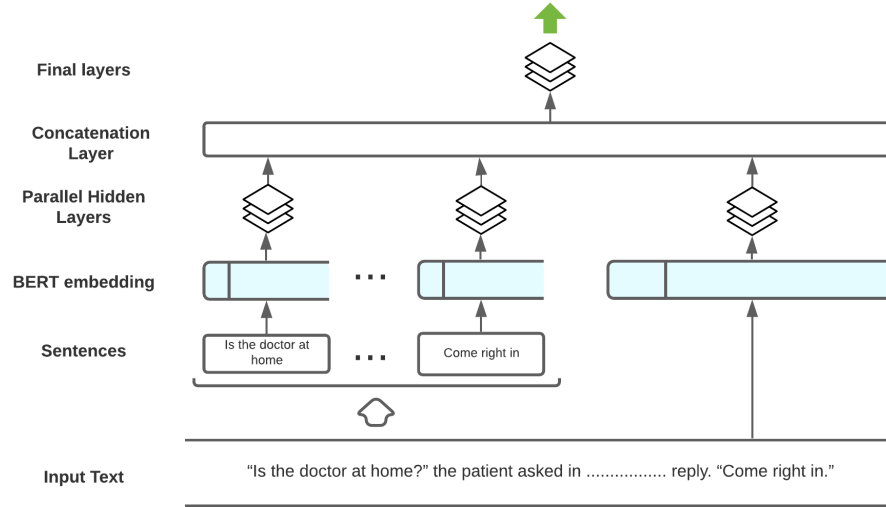 Final layers
Concatenation
Layer
Parallel Hidden
Layers
BERT embedding
...
Sentences
Is the doctor at
home
...
Come right in
Input Text
“Is the doctor at home?” the patient asked in ................. reply. “Come right in.”